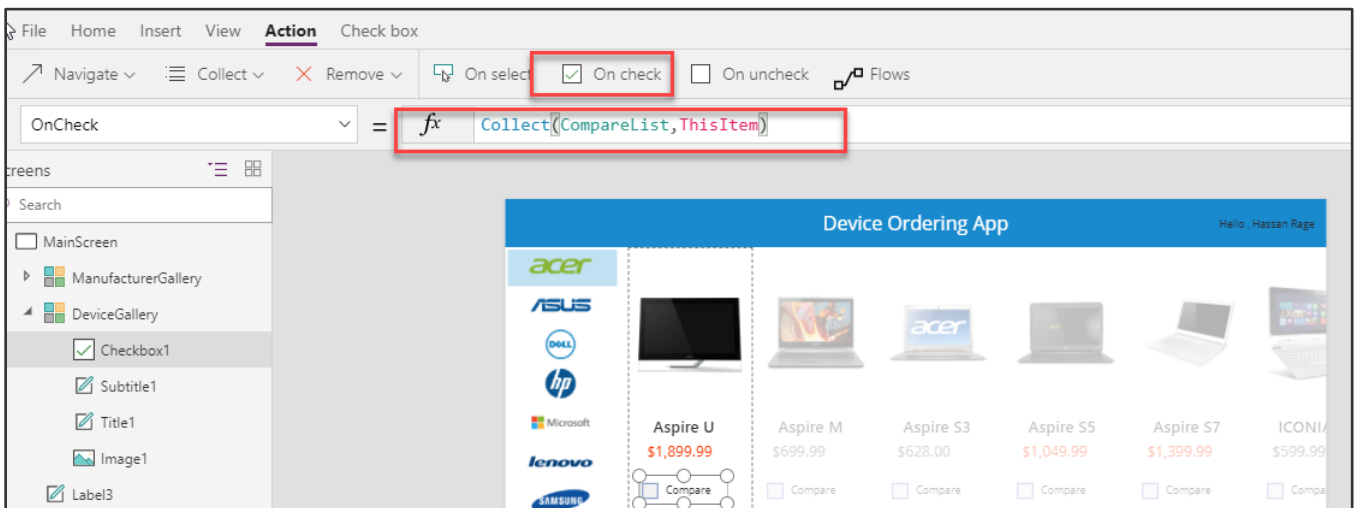 File Home Insert View Action Check box
Navigate Collect Remove On select On check On uncheck Flows
OnCheck = fx Collect(CompareList,ThisItem)
creens
Search
MainScreen
ManufacturerGallery
DeviceGallery
Checkbox1
Subtitle1
Title1
Image1
Label3
Device Ordering App Hello , Hassan Rage
acer
ASUS
DELL
hp
Microsoft
lenovo
SAMSUNG
acer
Aspire U Aspire M Aspire S3 Aspire S5 Aspire S7 ICONI
$1,899.99 $699.99 $628.00 $1,049.99 $1,399.99 $599.99
Compare Compare Compare Compare Compare Compa